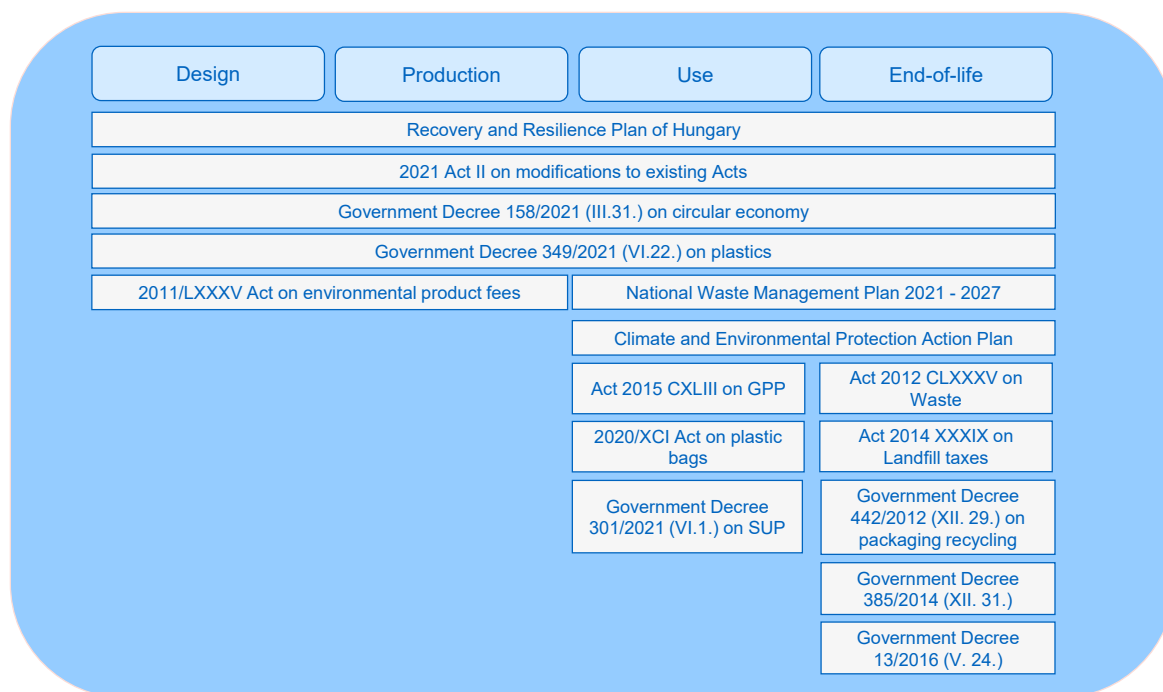 Design
Production
Use
End-of-life
Recovery and Resilience Plan of Hungary
2021 Act II on modifications to existing Acts
Government Decree 158/2021 (III.31.) on circular economy
Government Decree 349/2021 (VI.22.) on plastics
2011/LXXXV Act on environmental product fees
National Waste Management Plan 2021 - 2027
Climate and Environmental Protection Action Plan
Act 2015 CXLIII on GPP
Act 2012 CLXXXV on
Waste
2020/XCI Act on plastic
bags
Act 2014 XXXIX on
Landfill taxes
Government Decree
301/2021 (VI.1.) on SUP
Government Decree
442/2012 (XII. 29.) on
packaging recycling
Government Decree
385/2014 (XII. 31.)
Government Decree
13/2016 (V. 24.)